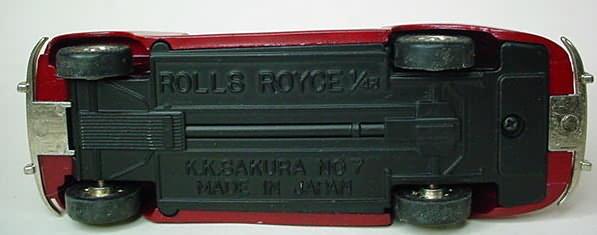 ROLLS ROYCE 1/43
K.K.SAKURA NO 7
MADE IN JAPAN